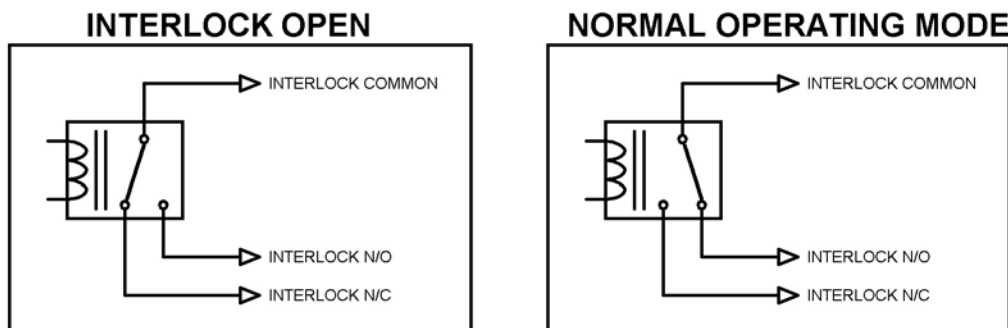 INTERLOCK OPEN
INTERLOCK COMMON
INTERLOCK N/O
INTERLOCK N/C
NORMAL OPERATING MODE
INTERLOCK COMMON
INTERLOCK N/O
INTERLOCK N/C